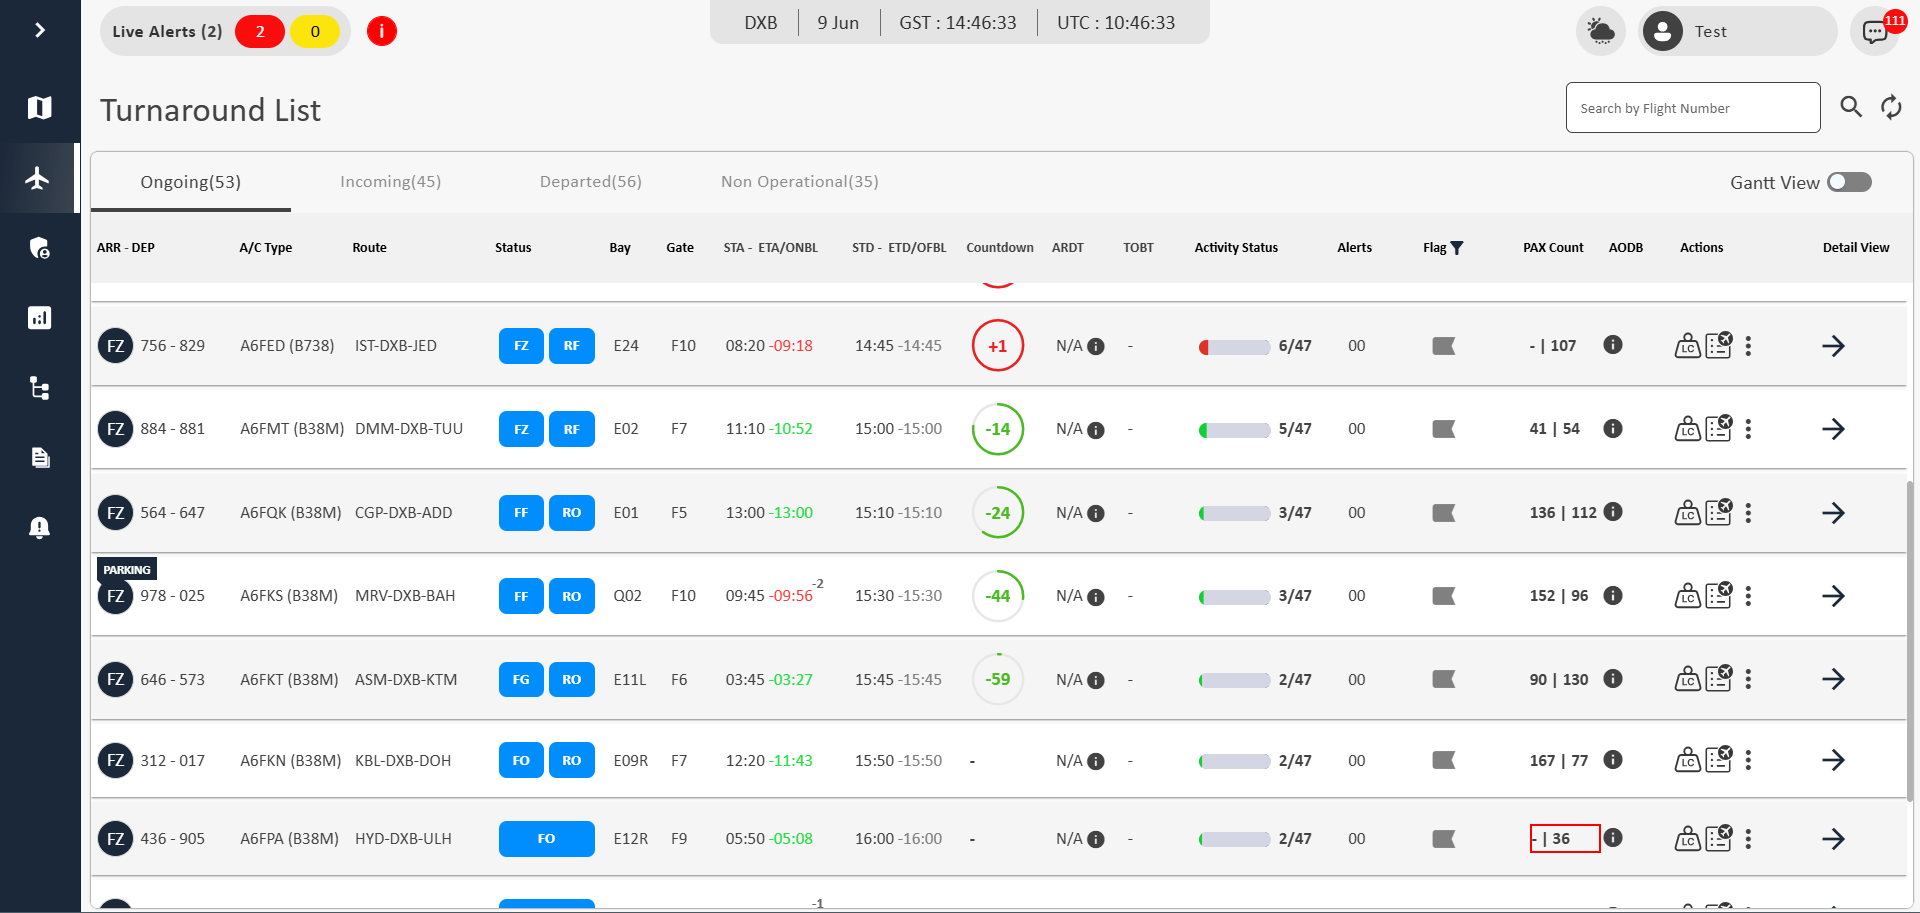 Live Alerts (2) 2 0 i DXB 9 Jun GST : 14:46:33 UTC : 10:46:33 Test 111
Turnaround List Search by Flight Number
Ongoing(53) Incoming(45) Departed(56) Non Operational(35) Gantt View
ARR - DEP A/C Type Route Status Bay Gate STA - ETA/ONBL STD - ETD/OFBL Countdown ARDT TOBT Activity Status Alerts Flag PAX Count AODB Actions Detail View
FZ 756 - 829 A6FED (B738) IST-DXB-JED FZ RF E24 F10 08:20 -09:18 14:45 -14:45 +1 N/A i - 6/47 00 - | 107 i LC
FZ 884 - 881 A6FMT (B38M) DMM-DXB-TUU FZ RF E02 F7 11:10 -10:52 15:00 -15:00 -14 N/A i - 5/47 00 41 | 54 i LC
FZ 564 - 647 A6FQK (B38M) CGP-DXB-ADD FF RO E01 F5 13:00 -13:00 15:10 -15:10 -24 N/A i - 3/47 00 136 | 112 i LC
PARKING
FZ 978 - 025 A6FKS (B38M) MRV-DXB-BAH FF RO Q02 F10 09:45 -09:56 -2 15:30 -15:30 -44 N/A i - 3/47 00 152 | 96 i LC
FZ 646 - 573 A6FKT (B38M) ASM-DXB-KTM FG RO E11L F6 03:45 -03:27 15:45 -15:45 -59 N/A i - 2/47 00 90 | 130 i LC
FZ 312 - 017 A6FKN (B38M) KBL-DXB-DOH FO RO E09R F7 12:20 -11:43 15:50 -15:50 - N/A i - 2/47 00 167 | 77 i LC
FZ 436 - 905 A6FPA (B38M) HYD-DXB-ULH FO E12R F9 05:50 -05:08 16:00 -16:00 - N/A i - 2/47 00 - | 36 i LC
-1